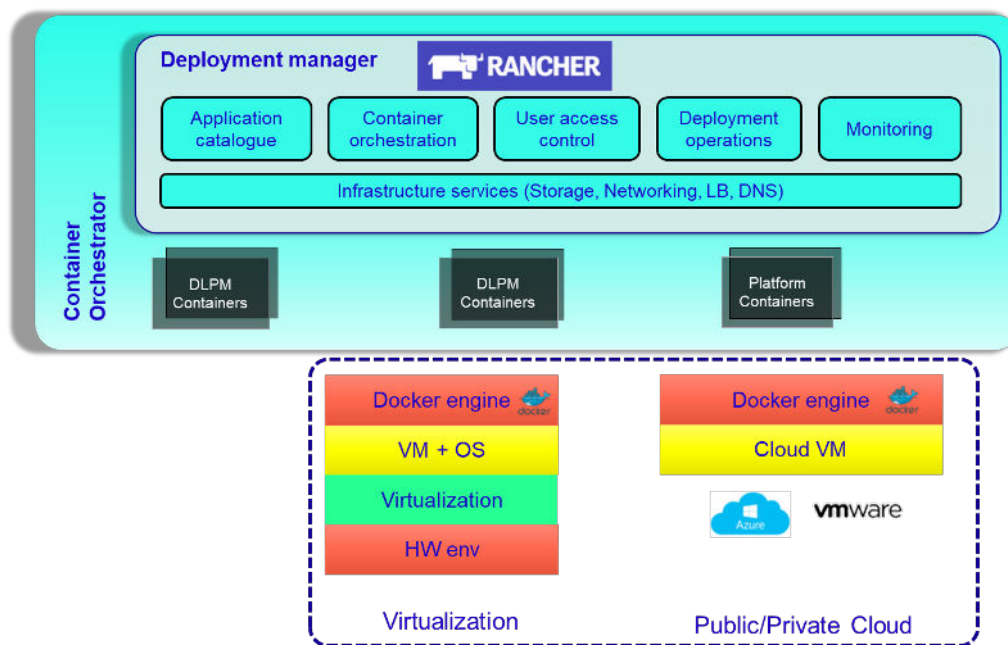 Deployment manager
RANCHER
Application
catalogue
Container
orchestration
User access
control
Deployment
operations
Monitoring
Infrastructure services (Storage, Networking, LB, DNS)
Container
Orchestrator
DLPM
Containers
DLPM
Containers
Platform
Containers
Docker engine
docker
VM + OS
Virtualization
HW env
Virtualization
Docker engine
docker
Cloud VM
Azure
vmware
Public/Private Cloud